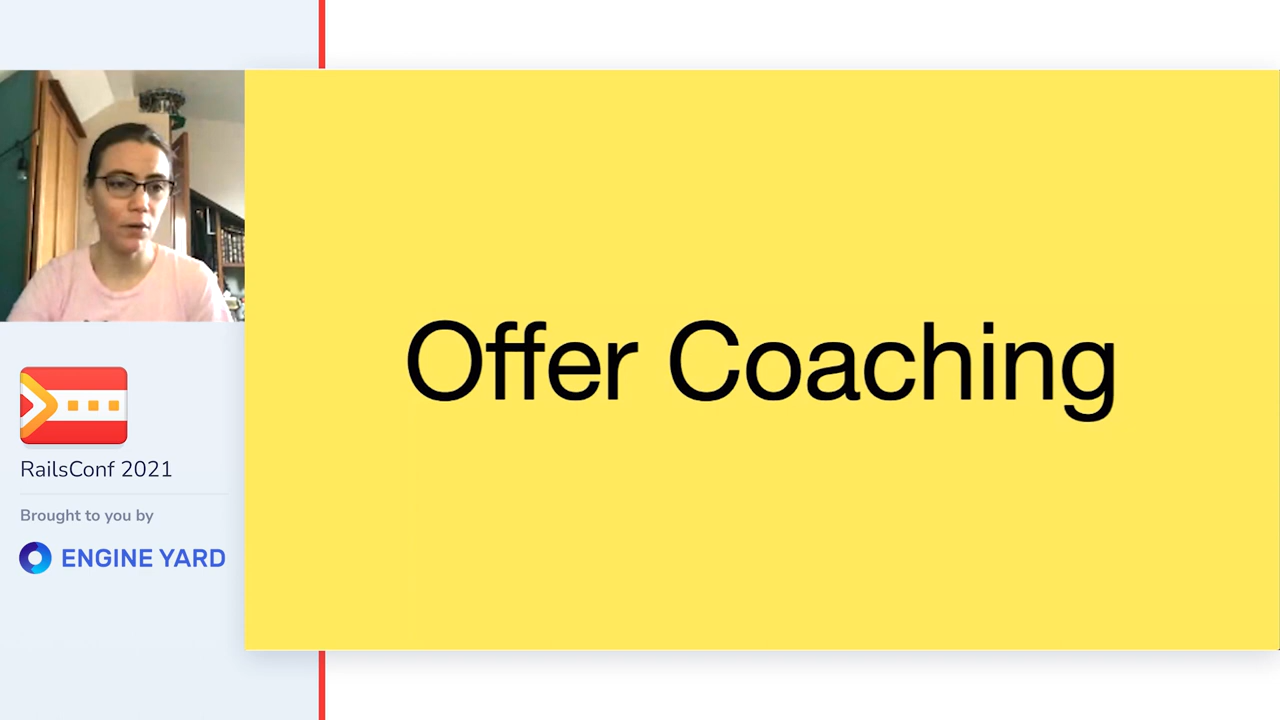 Offer Coaching
RailsConf 2021
Brought to you by
ENGINE YARD